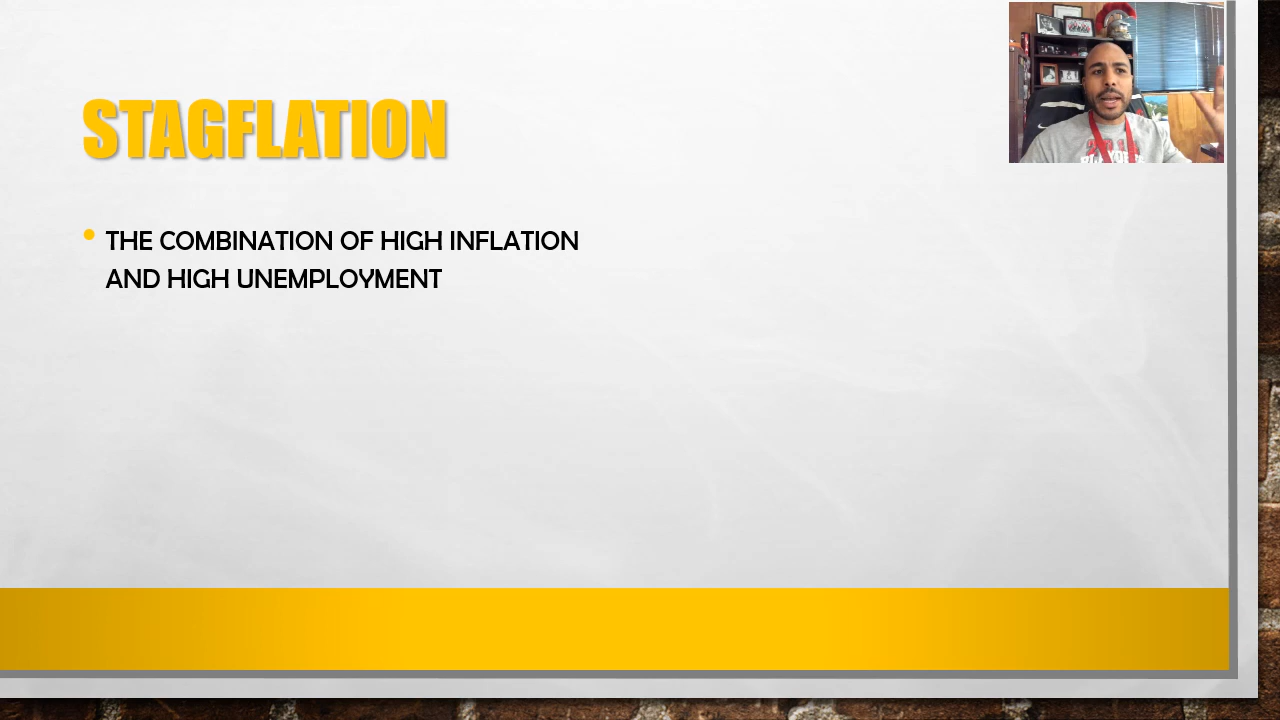 STAGFLATION
• THE COMBINATION OF HIGH INFLATION
AND HIGH UNEMPLOYMENT